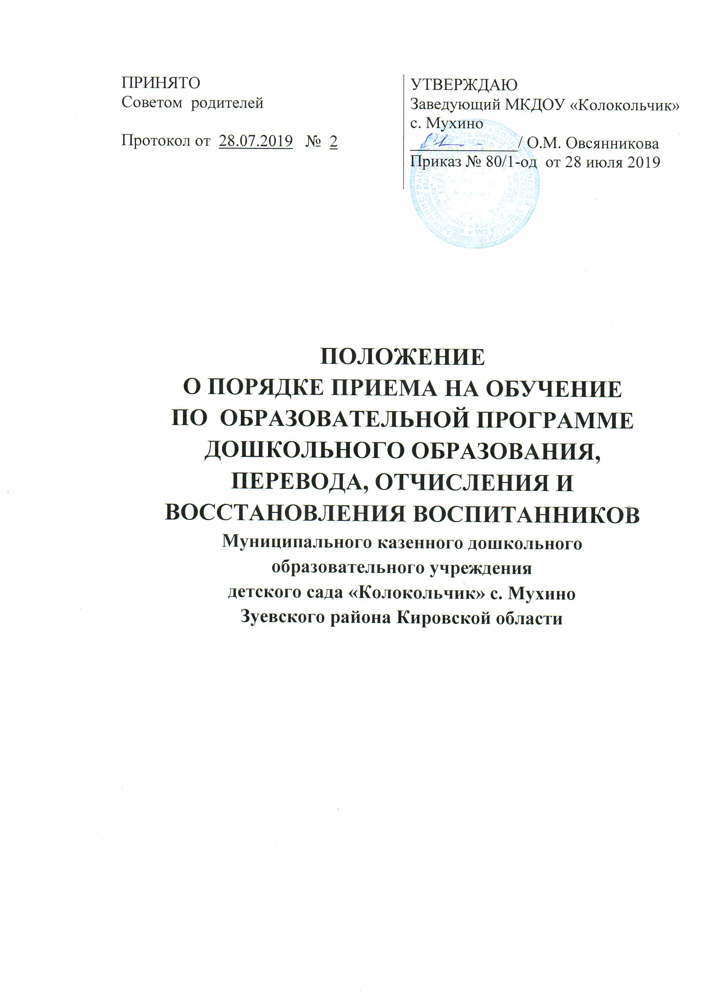 ПРИНЯТО
Советом родителей
Протокол от 28.07.2019 № 2
УТВЕРЖДАЮ
Заведующий МКДОУ «Колокольчик»
с. Мухино
/ О.М. Овсянникова
Приказ № 80/1-од от 28 июля 2019
ПОЛОЖЕНИЕ
О ПОРЯДКЕ ПРИЕМА НА ОБУЧЕНИЕ
ПО ОБРАЗОВАТЕЛЬНОЙ ПРОГРАММЕ
ДОШКОЛЬНОГО ОБРАЗОВАНИЯ,
ПЕРЕВОДА, ОТЧИСЛЕНИЯ И
ВОССТАНОВЛЕНИЯ ВОСПИТАННИКОВ
Муниципального казенного дошкольного
образовательного учреждения
детского сада «Колокольчик» с. Мухино
Зуевского района Кировской области